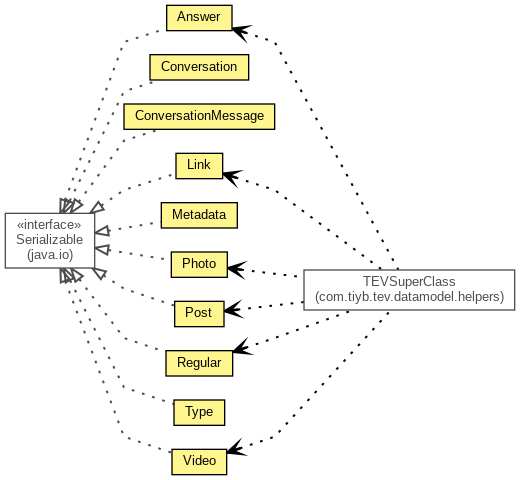 Answer
Conversation
ConversationMessage
Link
Metadata
«interface»
Serializable
(java.io)
Photo
TEVSuperClass
(com.tiyb.tev.datamodel.helpers)
Post
Regular
Type
Video